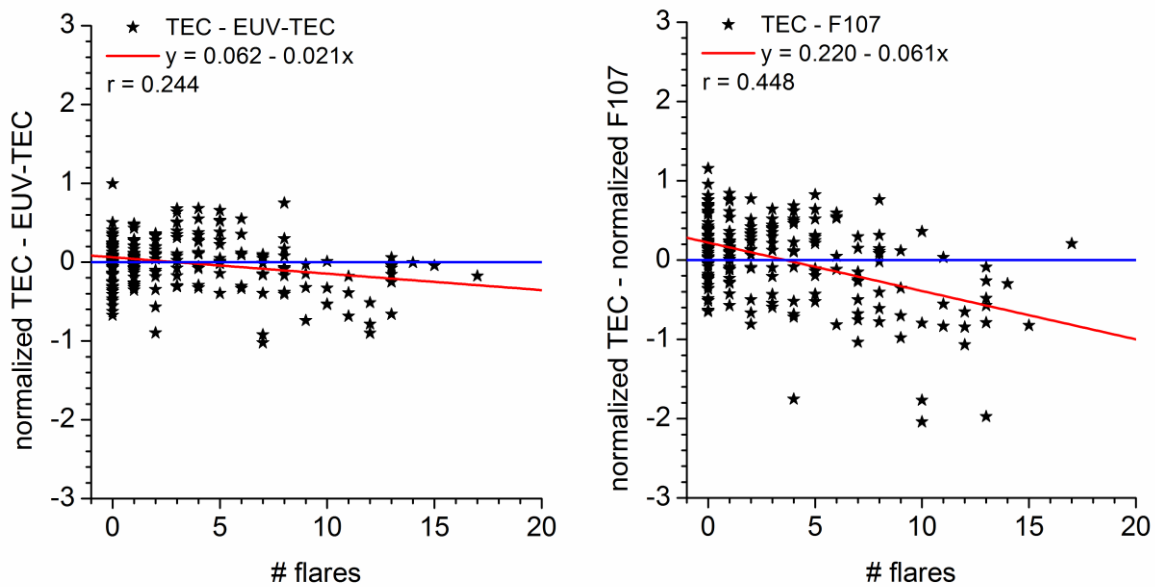 TEC - EUV-TEC
y = 0.062 - 0.021x
r = 0.244
normalized TEC - EUV-TEC
3
2
1
0
-1
-2
-3
0 5 10 15 20
# flares
TEC - F107
y = 0.220 - 0.061x
r = 0.448
normalized TEC - normalized F107
3
2
1
0
-1
-2
-3
0 5 10 15 20
# flares